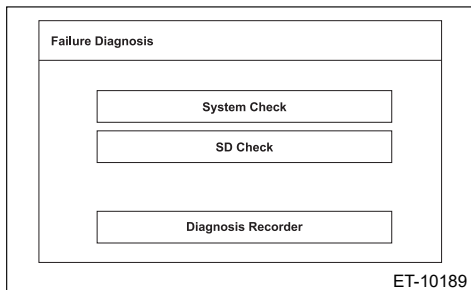 Failure Diagnosis
System Check
SD Check
Diagnosis Recorder
ET-10189